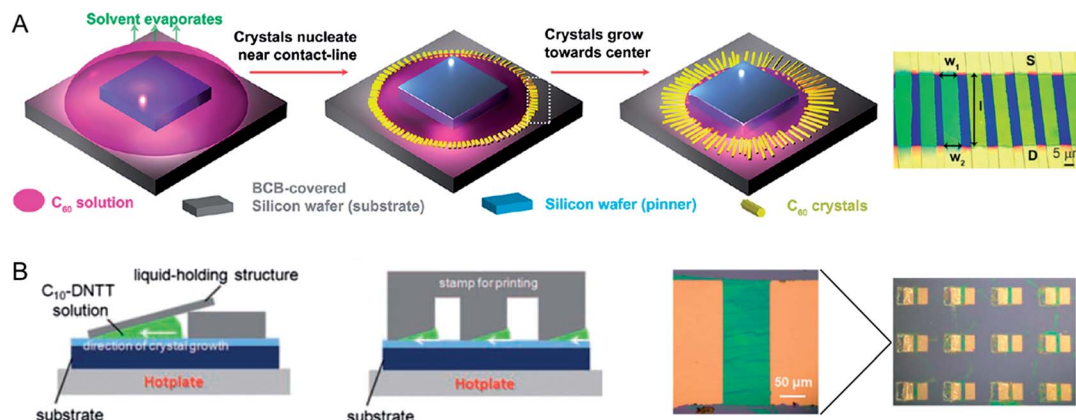 A
Solvent evaporates
Crystals nucleate
near contact-line
Crystals grow
towards center
w₁
S
l
w₂
D
5 μm
C₆₀ solution
BCB-covered
Silicon wafer (substrate)
Silicon wafer (pinner)
C₆₀ crystals
B
liquid-holding structure
C₁₀-DNTT
solution
direction of crystal growth
Hotplate
substrate
stamp for printing
Hotplate
substrate
50 μm